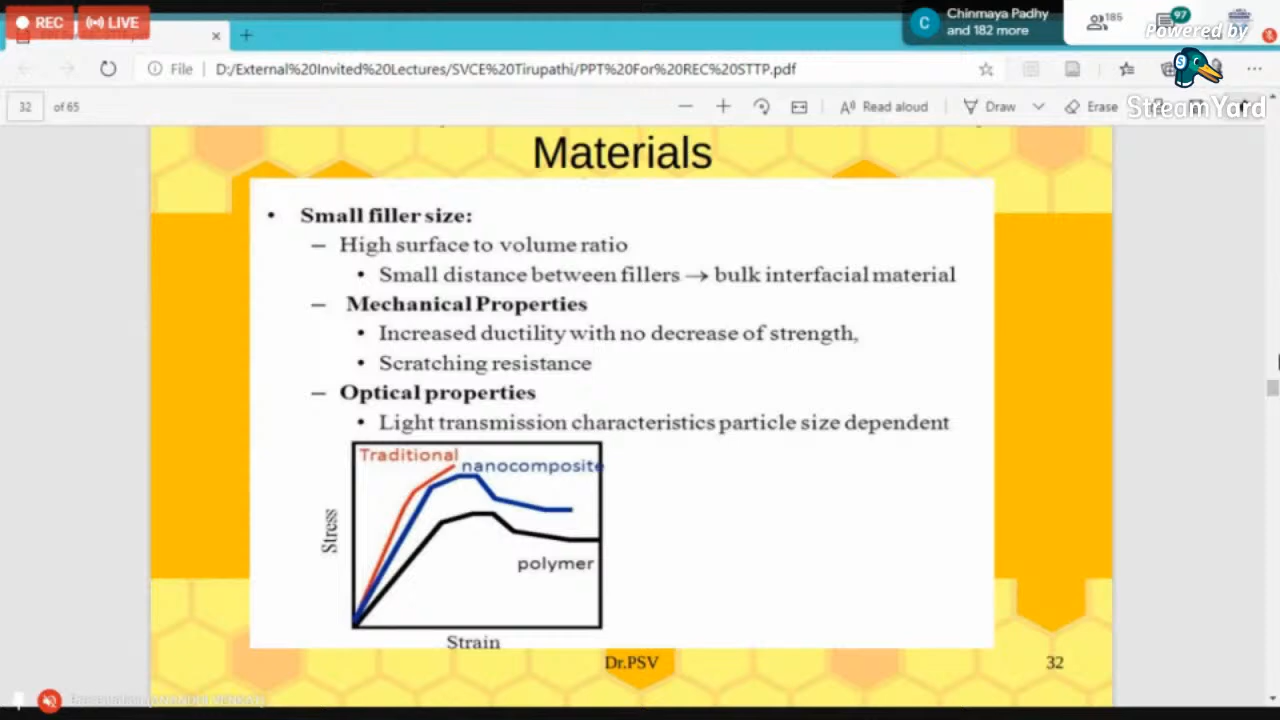 REC
LIVE
Chinmaya Padhy
and 182 more
185
97
Powered by
StreamYard
File
D:/External%20Invited%20Lectures/SVCE%20Tirupathi/PPT%20For%20REC%20STTP.pdf
32 of 65
Read aloud
Draw
Erase
Materials
• Small filler size:
– High surface to volume ratio
• Small distance between fillers → bulk interfacial material
– Mechanical Properties
• Increased ductility with no decrease of strength,
• Scratching resistance
– Optical properties
• Light transmission characteristics particle size dependent
Traditional
nanocomposite
Stress
polymer
Strain
Dr.PSV
32